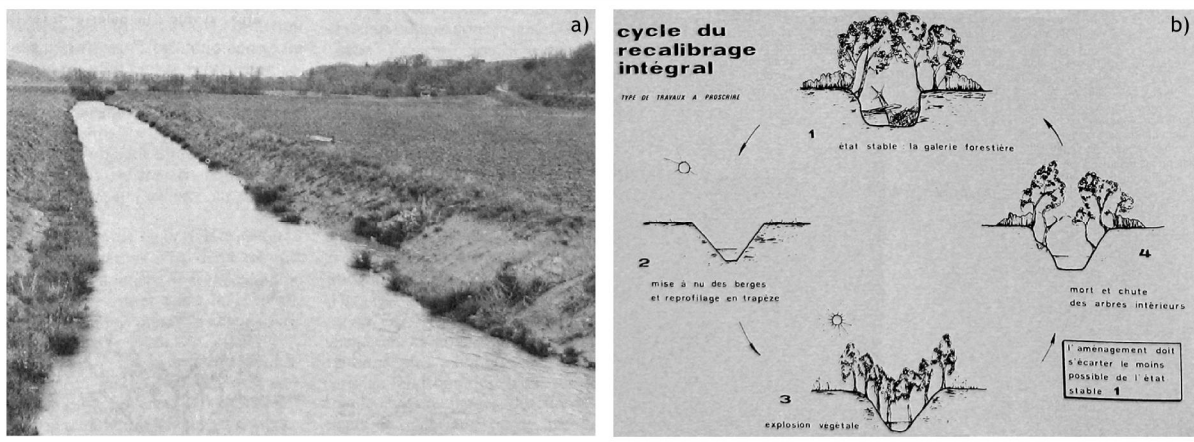 a)
b)
cycle du
recalibrage
intégral
TYPE DE TRAVAUX A PROSCRIRE
1
état stable : la galerie forestière
2
mise à nu des berges
et reprofilage en trapèze
3
explosion végétale
4
mort et chute
des arbres intérieurs
l'aménagement doit
s'écarter le moins
possible de l'état
stable 1